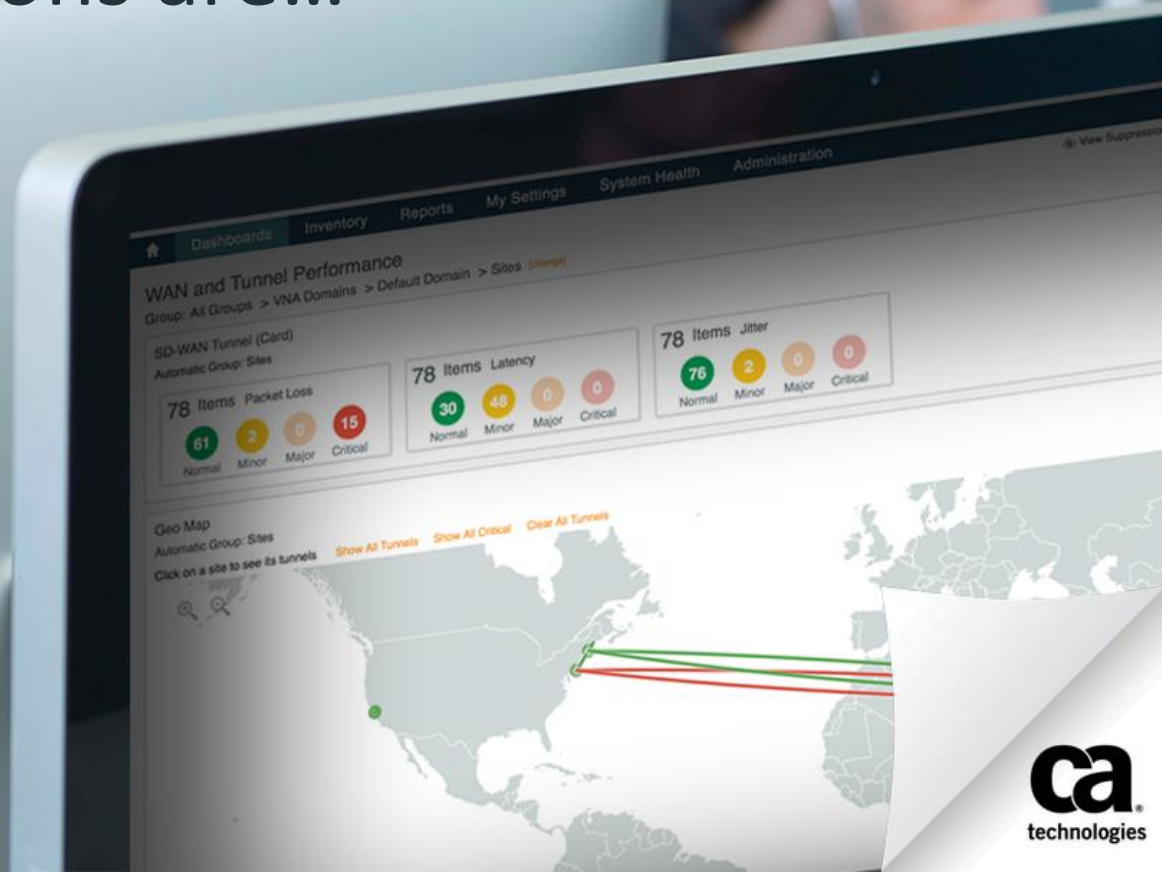 are...
Dashboards Inventory Reports My Settings System Health Administration
WAN and Tunnel Performance
Group: All Groups > VNA Domains > Default Domain > Sites (Change)
SD-WAN Tunnel (Card)
Automatic Group: Sites
78 Items Packet Loss
61 2 0 15
Normal Minor Major Critical
78 Items Latency
30 48 0 0
Normal Minor Major Critical
78 Items Jitter
76 2 0 0
Normal Minor Major Critical
Geo Map
Automatic Group: Sites
Click on a site to see its tunnels Show All Tunnels Show All Critical Clear All Tunnels
ca
technologies